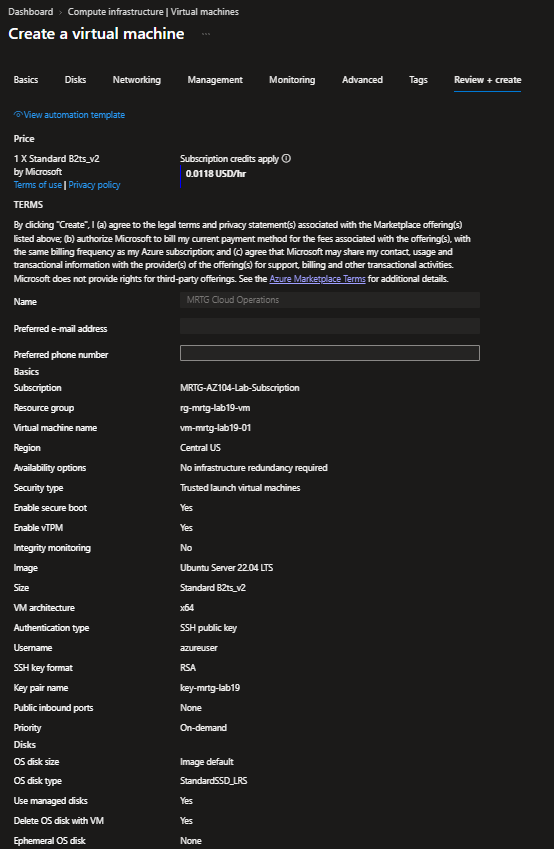 Dashboard > Compute infrastructure | Virtual machines
Create a virtual machine ...
Basics Disks Networking Management Monitoring Advanced Tags Review + create
View automation template
Price
1 X Standard B2ts_v2 Subscription credits apply
by Microsoft 0.0118 USD/hr
Terms of use | Privacy policy
TERMS
By clicking "Create", I (a) agree to the legal terms and privacy statement(s) associated with the Marketplace offering(s)
listed above; (b) authorize Microsoft to bill my current payment method for the fees associated with the offering(s), with
the same billing frequency as my Azure subscription; and (c) agree that Microsoft may share my contact, usage and
transactional information with the provider(s) of the offering(s) for support, billing and other transactional activities.
Microsoft does not provide rights for third-party offerings. See the Azure Marketplace Terms for additional details.
Name MRTG Cloud Operations
Preferred e-mail address
Preferred phone number
Basics
Subscription MRTG-AZ104-Lab-Subscription
Resource group rg-mrtg-lab19-vm
Virtual machine name vm-mrtg-lab19-01
Region Central US
Availability options No infrastructure redundancy required
Security type Trusted launch virtual machines
Enable secure boot Yes
Enable vTPM Yes
Integrity monitoring No
Image Ubuntu Server 22.04 LTS
Size Standard B2ts_v2
VM architecture x64
Authentication type SSH public key
Username azureuser
SSH key format RSA
Key pair name key-mrtg-lab19
Public inbound ports None
Priority On-demand
Disks
OS disk size Image default
OS disk type StandardSSD_LRS
Use managed disks Yes
Delete OS disk with VM Yes
Ephemeral OS disk None